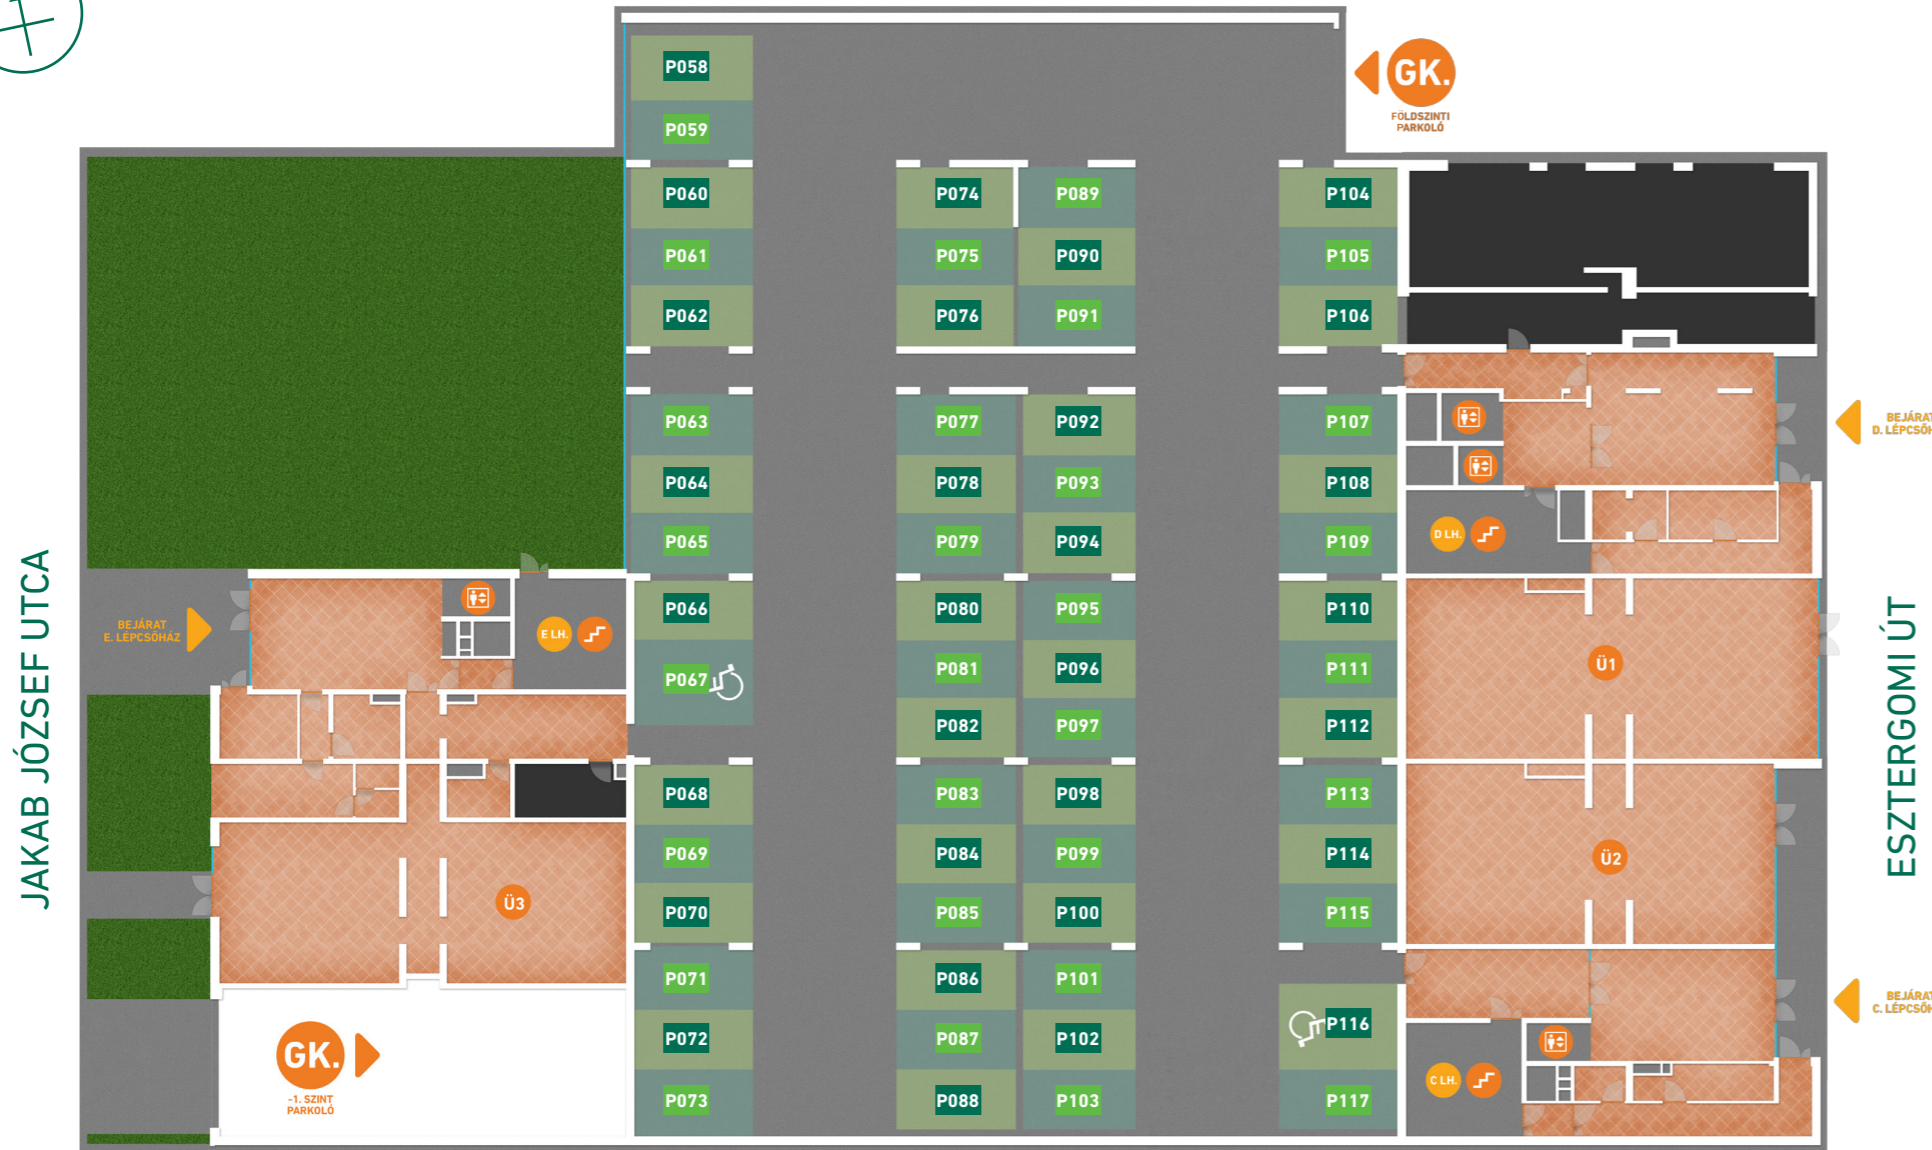 P058
P059
P060
P061
P062
P063
P064
P065
P066
P067
P068
P069
P070
P071
P072
P073
P074
P075
P076
P077
P078
P079
P080
P081
P082
P083
P084
P085
P086
P087
P088
P089
P090
P091
P092
P093
P094
P095
P096
P097
P098
P099
P100
P101
P102
P103
P104
P105
P106
P107
P108
P109
P110
P111
P112
P113
P114
P115
P116
P117
GK.
FÖLDSZINTI
PARKOLÓ
BEJÁRAT
D. LÉPCSŐH
D LH.
Ü1
Ü2
ESZTERGOMI ÚT
BEJÁRAT
C. LÉPCSŐH
C LH.
JAKAB JÓZSEF UTCA
BEJÁRAT
E. LÉPCSŐHÁZ
E LH.
Ü3
GK.
-1. SZINT
PARKOLÓ